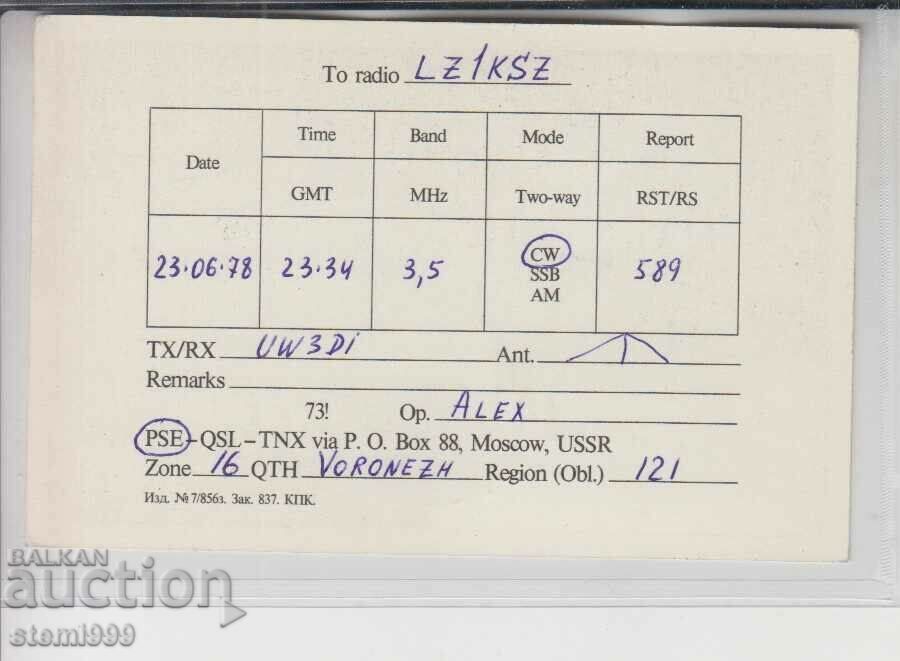 To radio LZ1KSZ
Date Time Band Mode Report
GMT MHz Two-way RST/RS
23.06.78 23.34 3,5 CW 589
SSB
AM
TX/RX UW3Di Ant.
Remarks
73! Op. ALEX
PSE-QSL-TNX via P. O. Box 88, Moscow, USSR
Zone 16 QTH VORONEZH Region (Obl.) 121
Изд. №7/856з. Зак. 837. КПК.
BALKAN
auction
stemi999